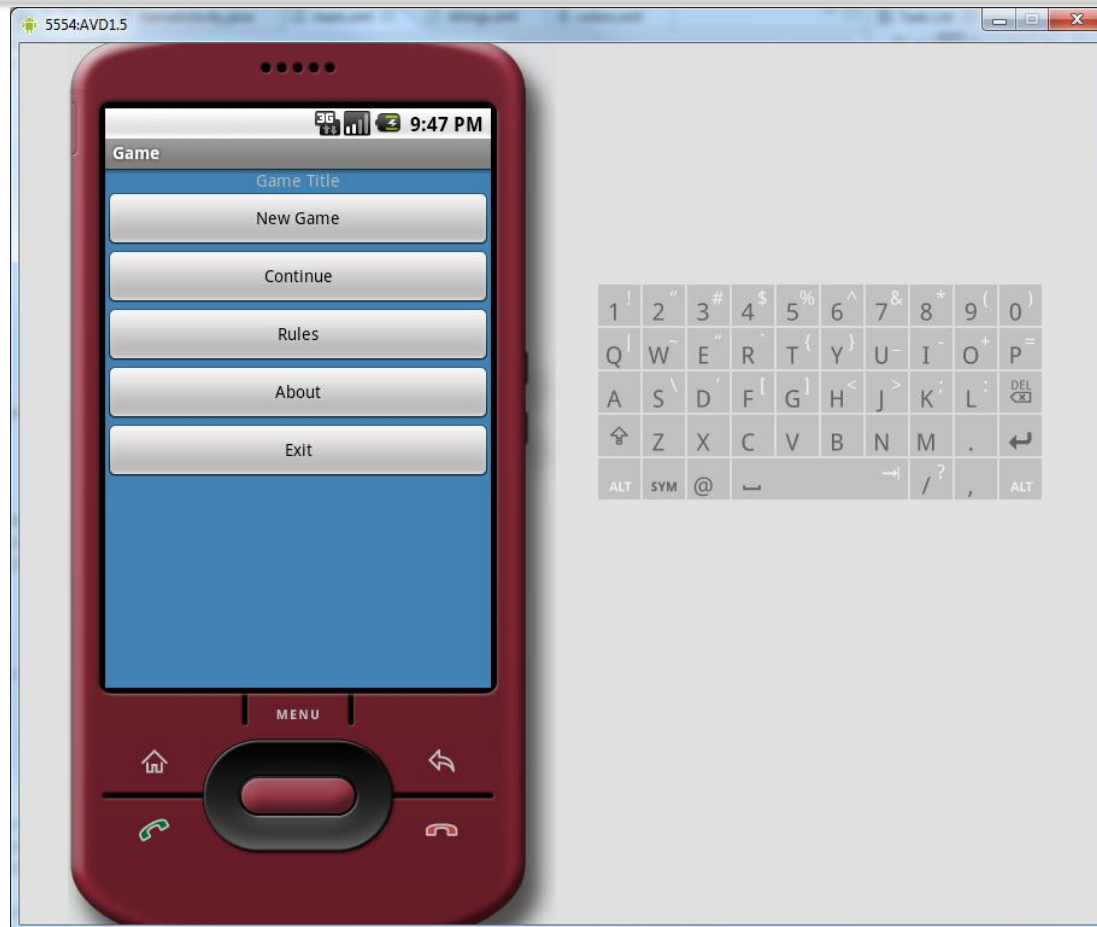 5554:AVD1.5
3G 9:47 PM
Game
Game Title
New Game
Continue
Rules
About
Exit
MENU
1 ! 2 " 3 # 4 $ 5 % 6 ^ 7 & 8 * 9 ( 0 )
Q | W ~ E " R ` T { Y } U _ I - O + P =
A S \ D ' F [ G ] H < J > K ; L : DEL
Z X C V B N M .
ALT SYM @ / ? , ALT